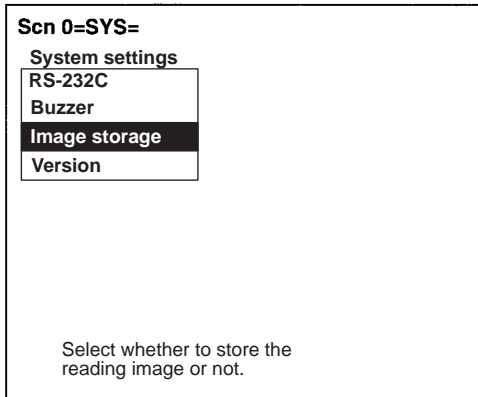 Scn 0=SYS=
System settings
RS-232C
Buzzer
Image storage
Version
Select whether to store the
reading image or not.